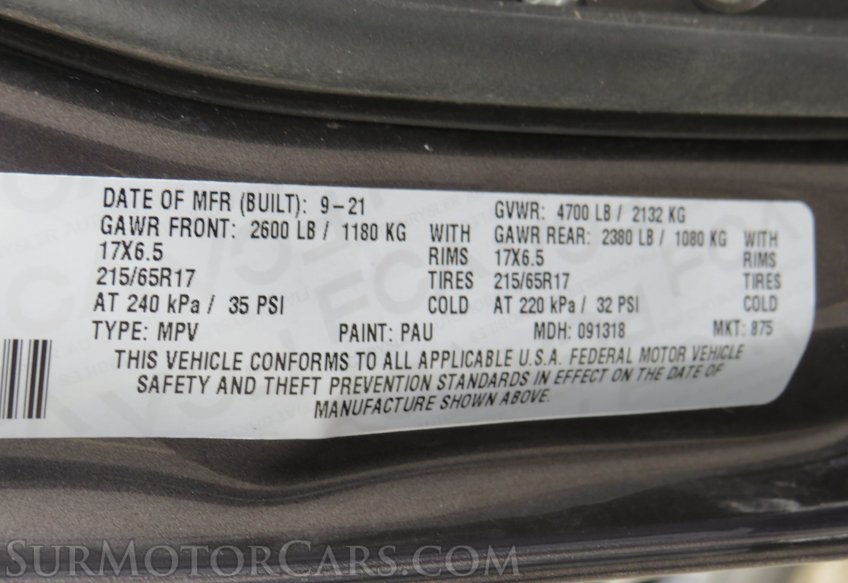 DATE OF MFR (BUILT): 9-21 GVWR: 4700 LB / 2132 KG
GAWR FRONT: 2600 LB / 1180 KG WITH GAWR REAR: 2380 LB / 1080 KG WITH
17X6.5 RIMS 17X6.5 RIMS
215/65R17 TIRES 215/65R17 TIRES
AT 240 kPa / 35 PSI COLD AT 220 kPa / 32 PSI COLD
TYPE: MPV PAINT: PAU MDH: 091318 MKT: 875
THIS VEHICLE CONFORMS TO ALL APPLICABLE U.S.A. FEDERAL MOTOR VEHICLE
SAFETY AND THEFT PREVENTION STANDARDS IN EFFECT ON THE DATE OF
MANUFACTURE SHOWN ABOVE.
SURMOTORCARS.COM